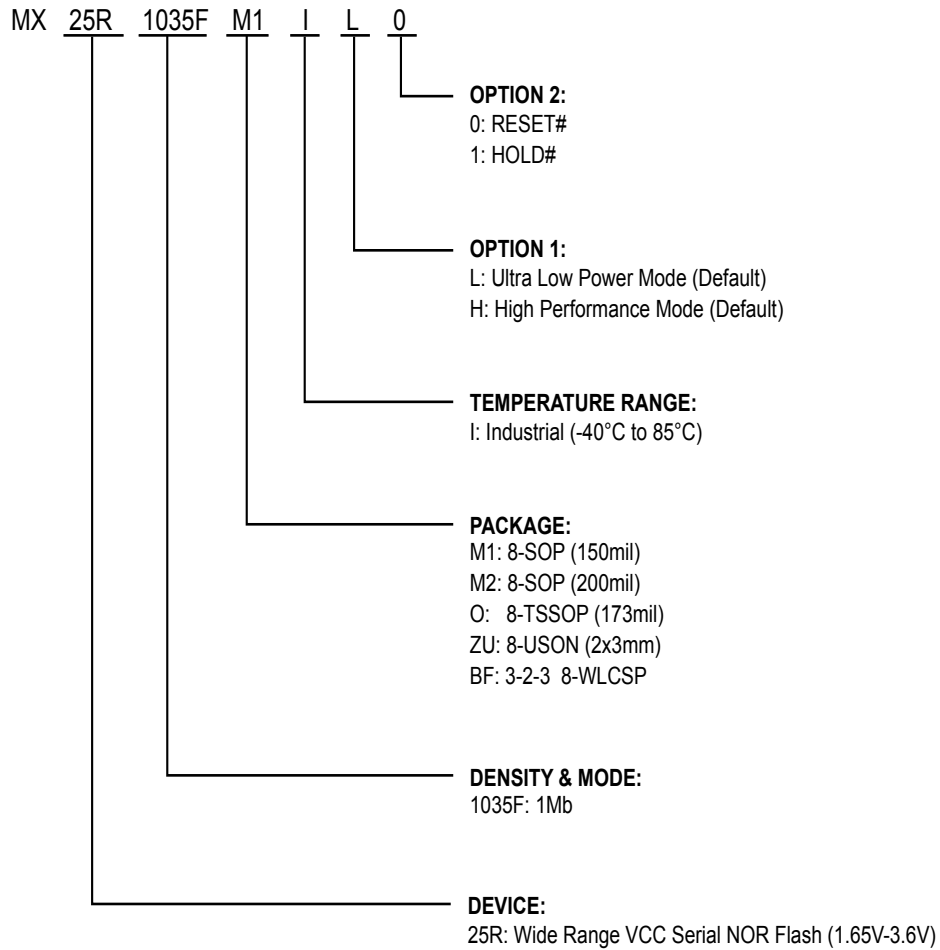 MX 25R 1035F M1 I L 0
OPTION 2:
0: RESET#
1: HOLD#
OPTION 1:
L: Ultra Low Power Mode (Default)
H: High Performance Mode (Default)
TEMPERATURE RANGE:
I: Industrial (-40°C to 85°C)
PACKAGE:
M1: 8-SOP (150mil)
M2: 8-SOP (200mil)
O: 8-TSSOP (173mil)
ZU: 8-USON (2x3mm)
BF: 3-2-3 8-WLCSP
DENSITY & MODE:
1035F: 1Mb
DEVICE:
25R: Wide Range VCC Serial NOR Flash (1.65V-3.6V)